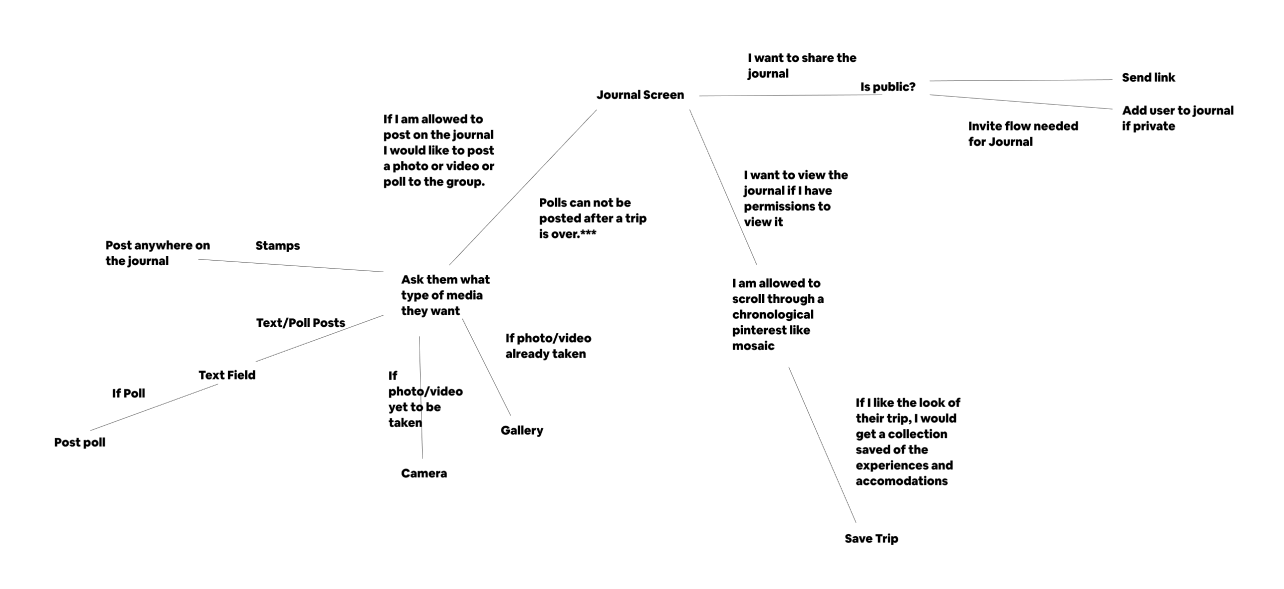 I want to share the
journal
Is public?
Send link
Journal Screen
Add user to journal
if private
Invite flow needed
for Journal
If I am allowed to
post on the journal
I would like to post
a photo or video or
poll to the group.
I want to view the
journal if I have
permissions to
view it
Polls can not be
posted after a trip
is over.***
Post anywhere on
the journal
Stamps
Ask them what
type of media
they want
I am allowed to
scroll through a
chronological
pinterest like
mosaic
Text/Poll Posts
If photo/video
already taken
Text Field
If
photo/video
yet to be
taken
If Poll
If I like the look of
their trip, I would
get a collection
saved of the
experiences and
accomodations
Gallery
Post poll
Camera
Save Trip